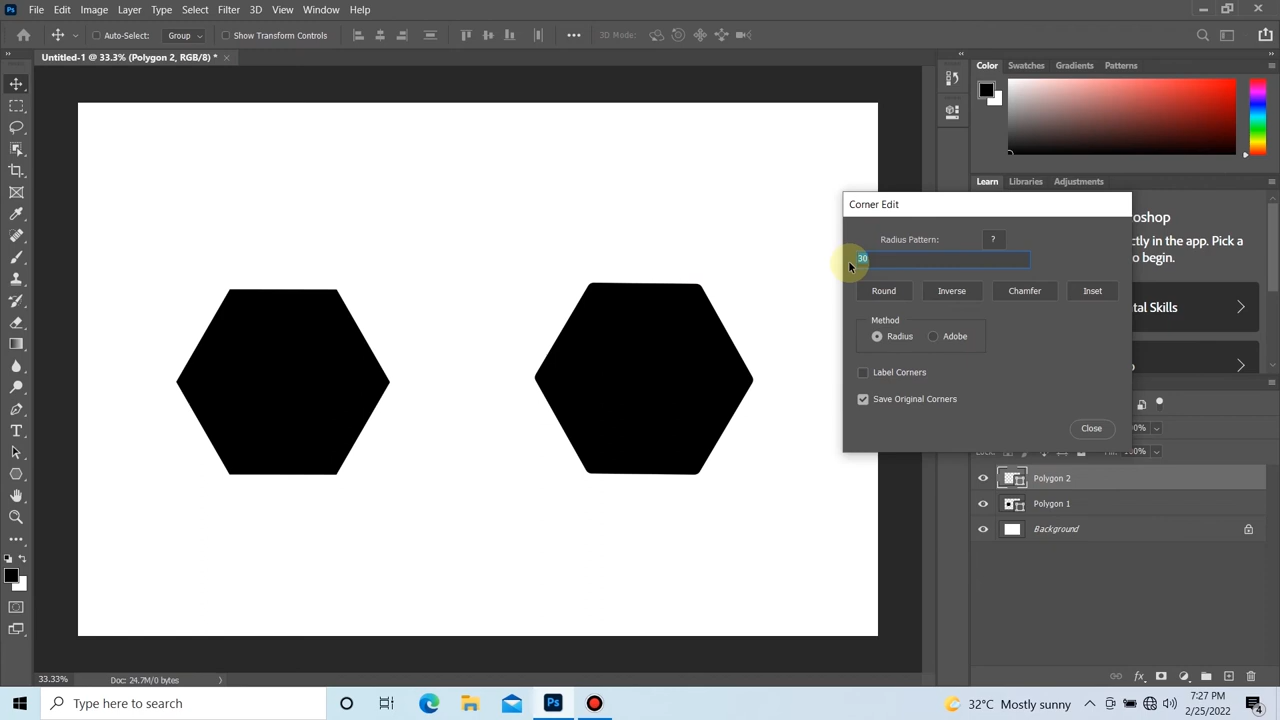 Ps File Edit Image Layer Type Select Filter 3D View Window Help
Auto-Select: Group Show Transform Controls 3D Mode:
Untitled-1 @ 33.3% (Polygon 2, RGB/8) *
Color Swatches Gradients Patterns
Learn Libraries Adjustments
oshop
ctly in the app. Pick a
o begin.
ntal Skills
Corner Edit
Radius Pattern: ?
30
Round Inverse Chamfer Inset
Method
Radius Adobe
Label Corners
Save Original Corners
Close
Polygon 2
Polygon 1
Background
33.33% Doc: 24.7M/0 bytes
Type here to search
Ps
32°C Mostly sunny
7:27 PM
2/25/2022
4